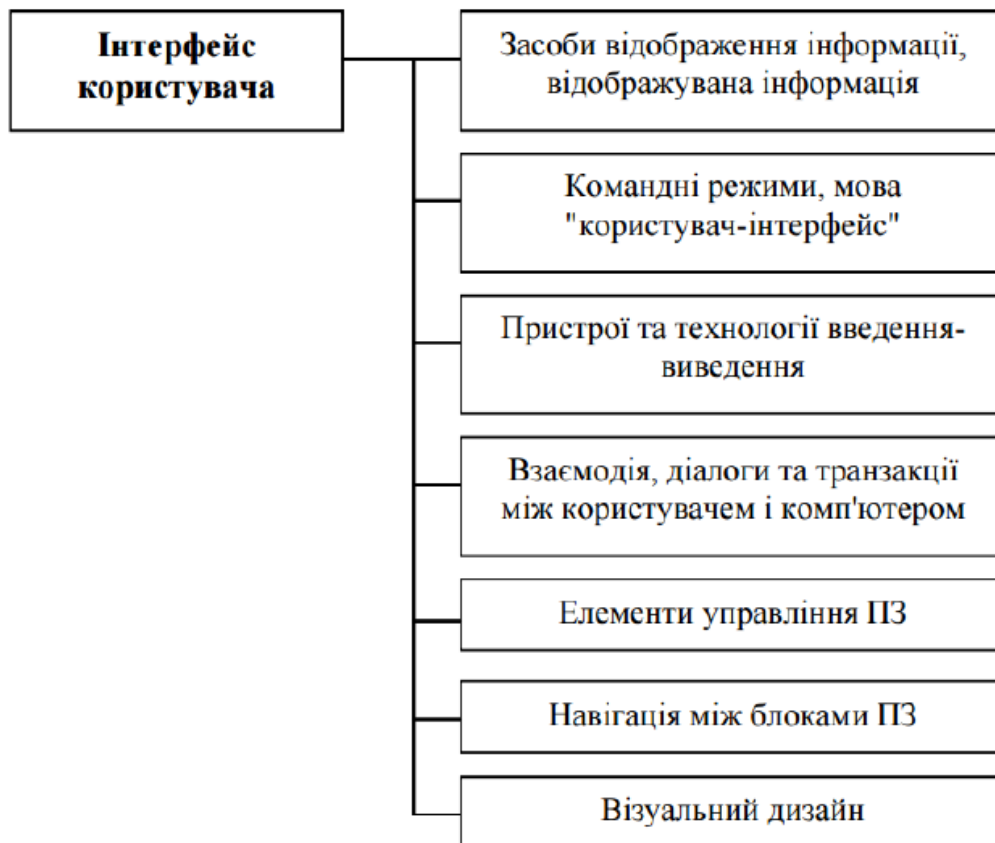 Інтерфейс
користувача
Засоби відображення інформації,
відображувана інформація
Командні режими, мова
"користувач-інтерфейс"
Пристрої та технології введення-
виведення
Взаємодія, діалоги та транзакції
між користувачем і комп'ютером
Елементи управління ПЗ
Навігація між блоками ПЗ
Візуальний дизайн